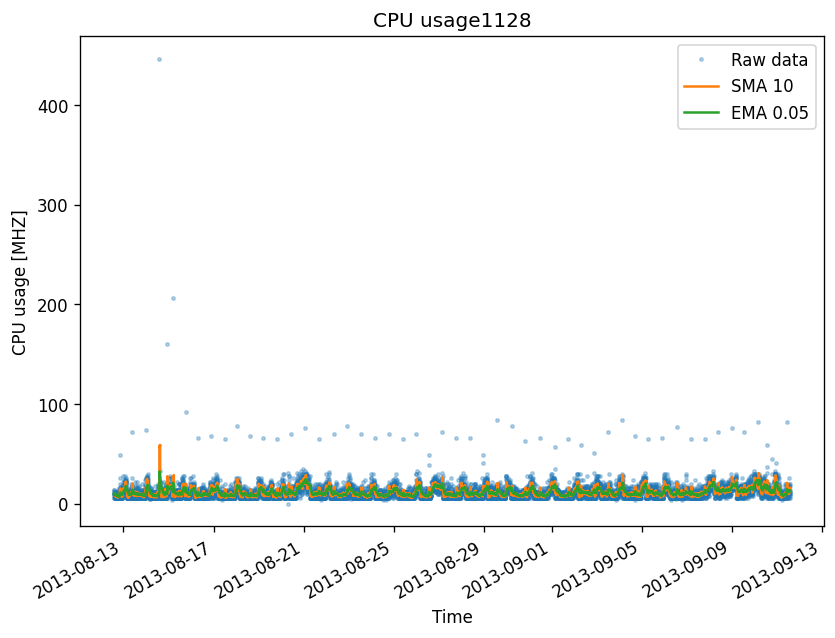 CPU usage1128
Raw data
SMA 10
EMA 0.05
CPU usage [MHZ]
400
300
200
100
0
2013-08-13
2013-08-17
2013-08-21
2013-08-25
2013-08-29
2013-09-01
2013-09-05
2013-09-09
2013-09-13
Time